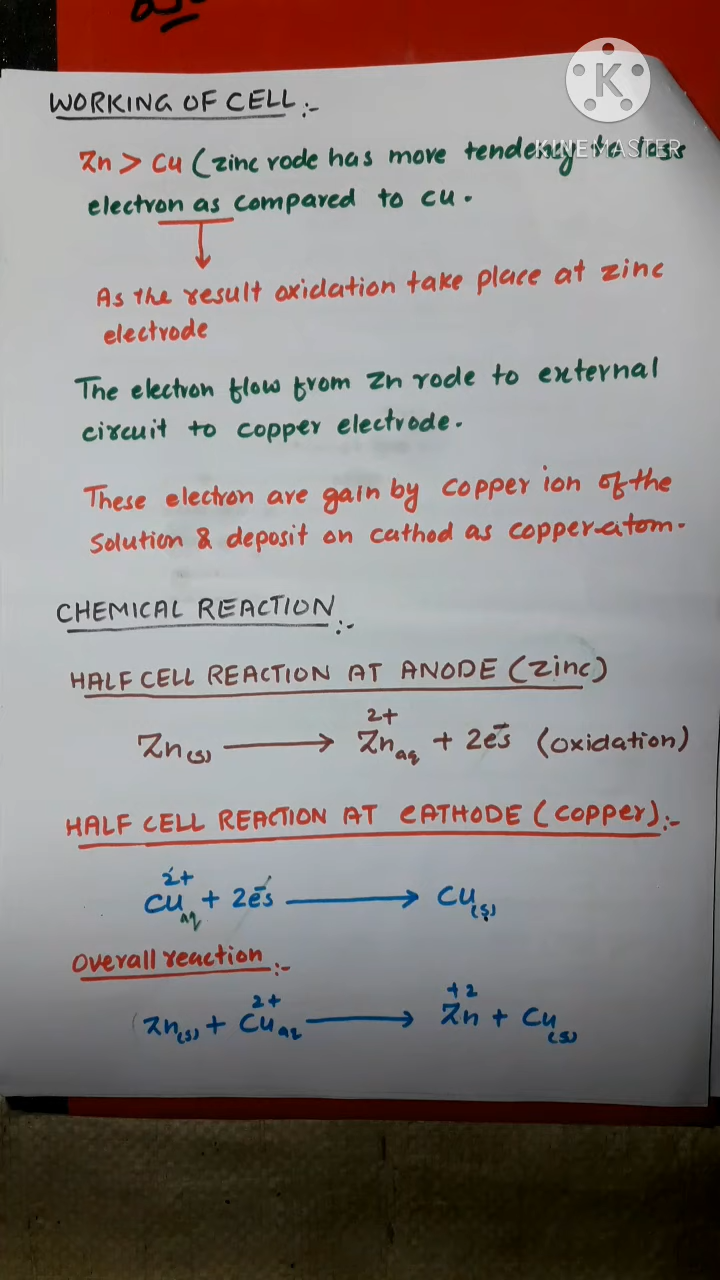 WORKING OF CELL :-
K
KINEMASTER
Zn > Cu (zinc rode has more tendency to loss
electron as compared to cu.
As the result oxidation take place at zinc
electrode
The electron flow from Zn rode to external
circuit to copper electrode.
These electron are gain by copper ion of the
solution & deposit on cathod as copper atom.
CHEMICAL REACTION :-
HALF CELL REACTION AT ANODE (Zinc)
Zn(s) ⟶ Zn²⁺aq + 2e⁻s (oxidation)
HALF CELL REACTION AT CATHODE (Copper) :-
Cu²⁺aq + 2e⁻s ⟶ Cu(s)
Overall reaction :-
Zn(s) + Cu²⁺aq ⟶ Zn⁺² + Cu(s)